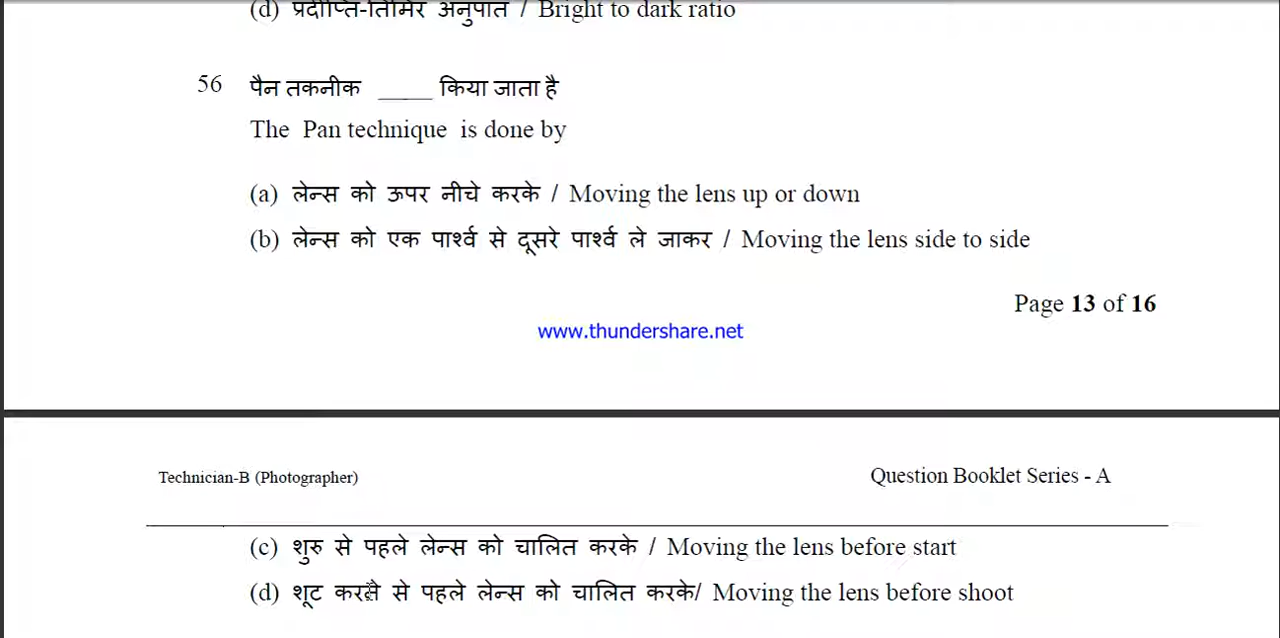 (d) प्रदीप्ति-तिमिर अनुपात / Bright to dark ratio
56 पैन तकनीक ____ किया जाता है
The Pan technique is done by
(a) लेन्स को ऊपर नीचे करके / Moving the lens up or down
(b) लेन्स को एक पार्श्व से दूसरे पार्श्व ले जाकर / Moving the lens side to side
Page 13 of 16
www.thundershare.net
Technician-B (Photographer) Question Booklet Series - A
(c) शुरु से पहले लेन्स को चालित करके / Moving the lens before start
(d) शूट करने से पहले लेन्स को चालित करके/ Moving the lens before shoot